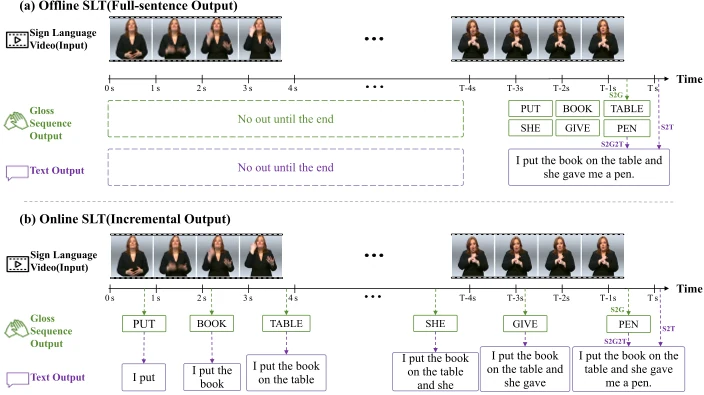 (a) Offline SLT(Full-sentence Output)
Sign Language
Video(Input)
...
0 s 1 s 2 s 3 s 4 s ... T-4s T-3s T-2s T-1s T s Time
S2G
Gloss
Sequence
Output
No out until the end
PUT BOOK TABLE
SHE GIVE PEN
S2T
S2G2T
Text Output
No out until the end
I put the book on the table and
she gave me a pen.
(b) Online SLT(Incremental Output)
Sign Language
Video(Input)
...
0 s 1 s 2 s 3 s 4 s ... T-4s T-3s T-2s T-1s T s Time
S2G
Gloss
Sequence
Output
PUT BOOK TABLE SHE GIVE PEN
S2T
S2G2T
Text Output
I put
I put the
book
I put the book
on the table
I put the book
on the table
and she
I put the book
on the table and
she gave
I put the book on the
table and she gave
me a pen.